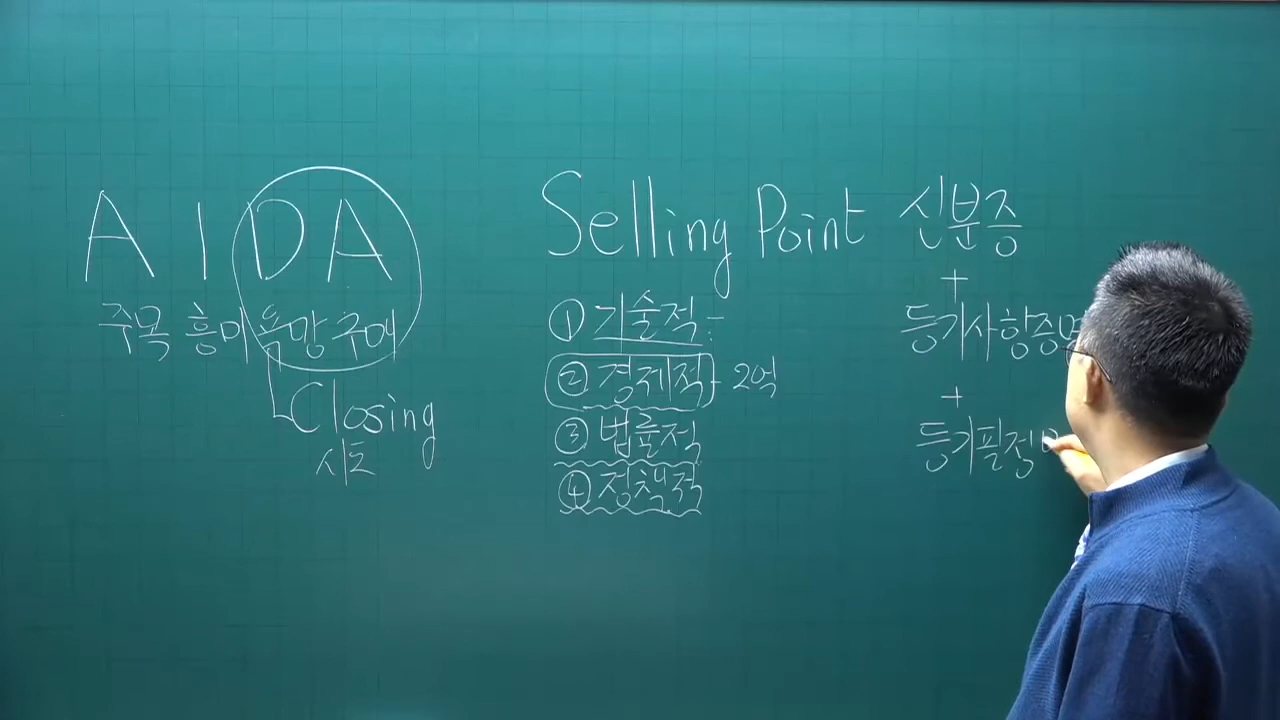 AIDA
주목 흥미 욕망 구매
Closing
시도
Selling Point
① 기술적 -
② 경제적 - 2억
③ 법률적
④ 정책적
신분증
+
등기사항증명
+
등기필정